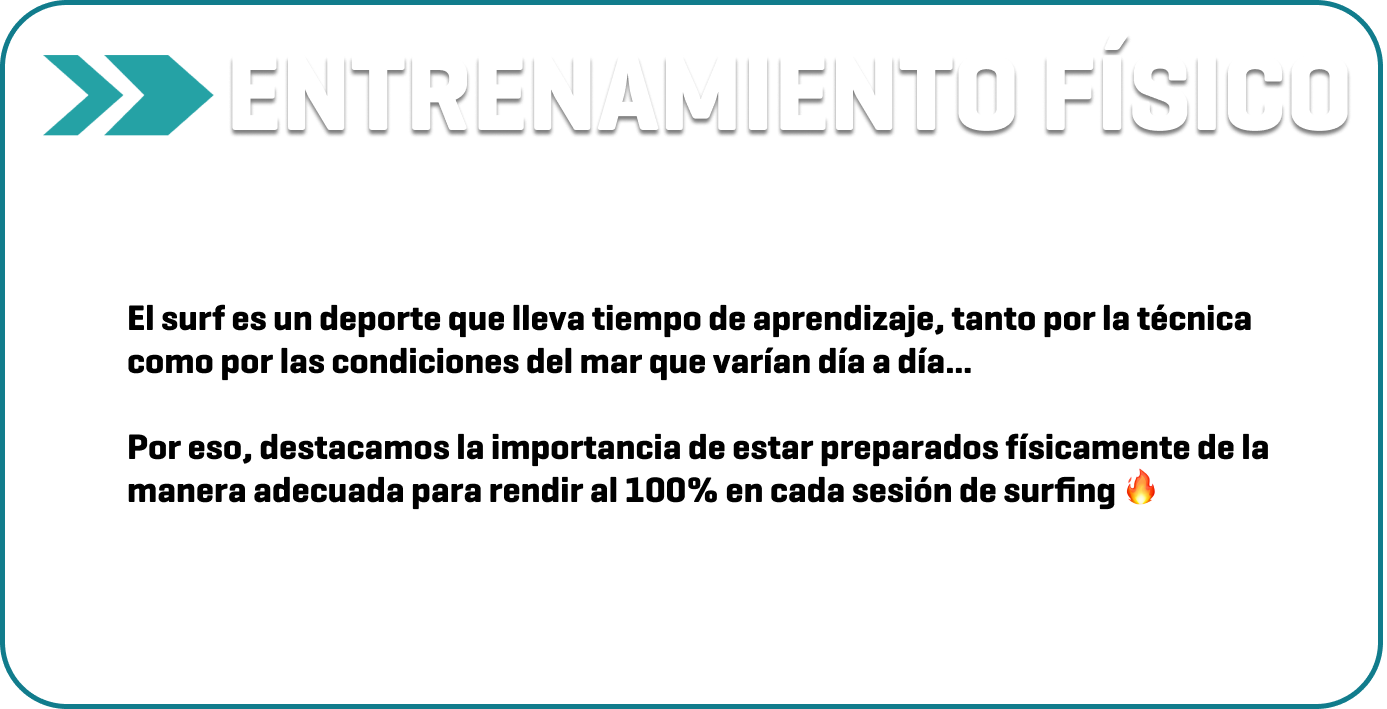 ENTRENAMIENTO FÍSICO
El surf es un deporte que lleva tiempo de aprendizaje, tanto por la técnica
como por las condiciones del mar que varían día a día...
Por eso, destacamos la importancia de estar preparados físicamente de la
manera adecuada para rendir al 100% en cada sesión de surfing 🔥